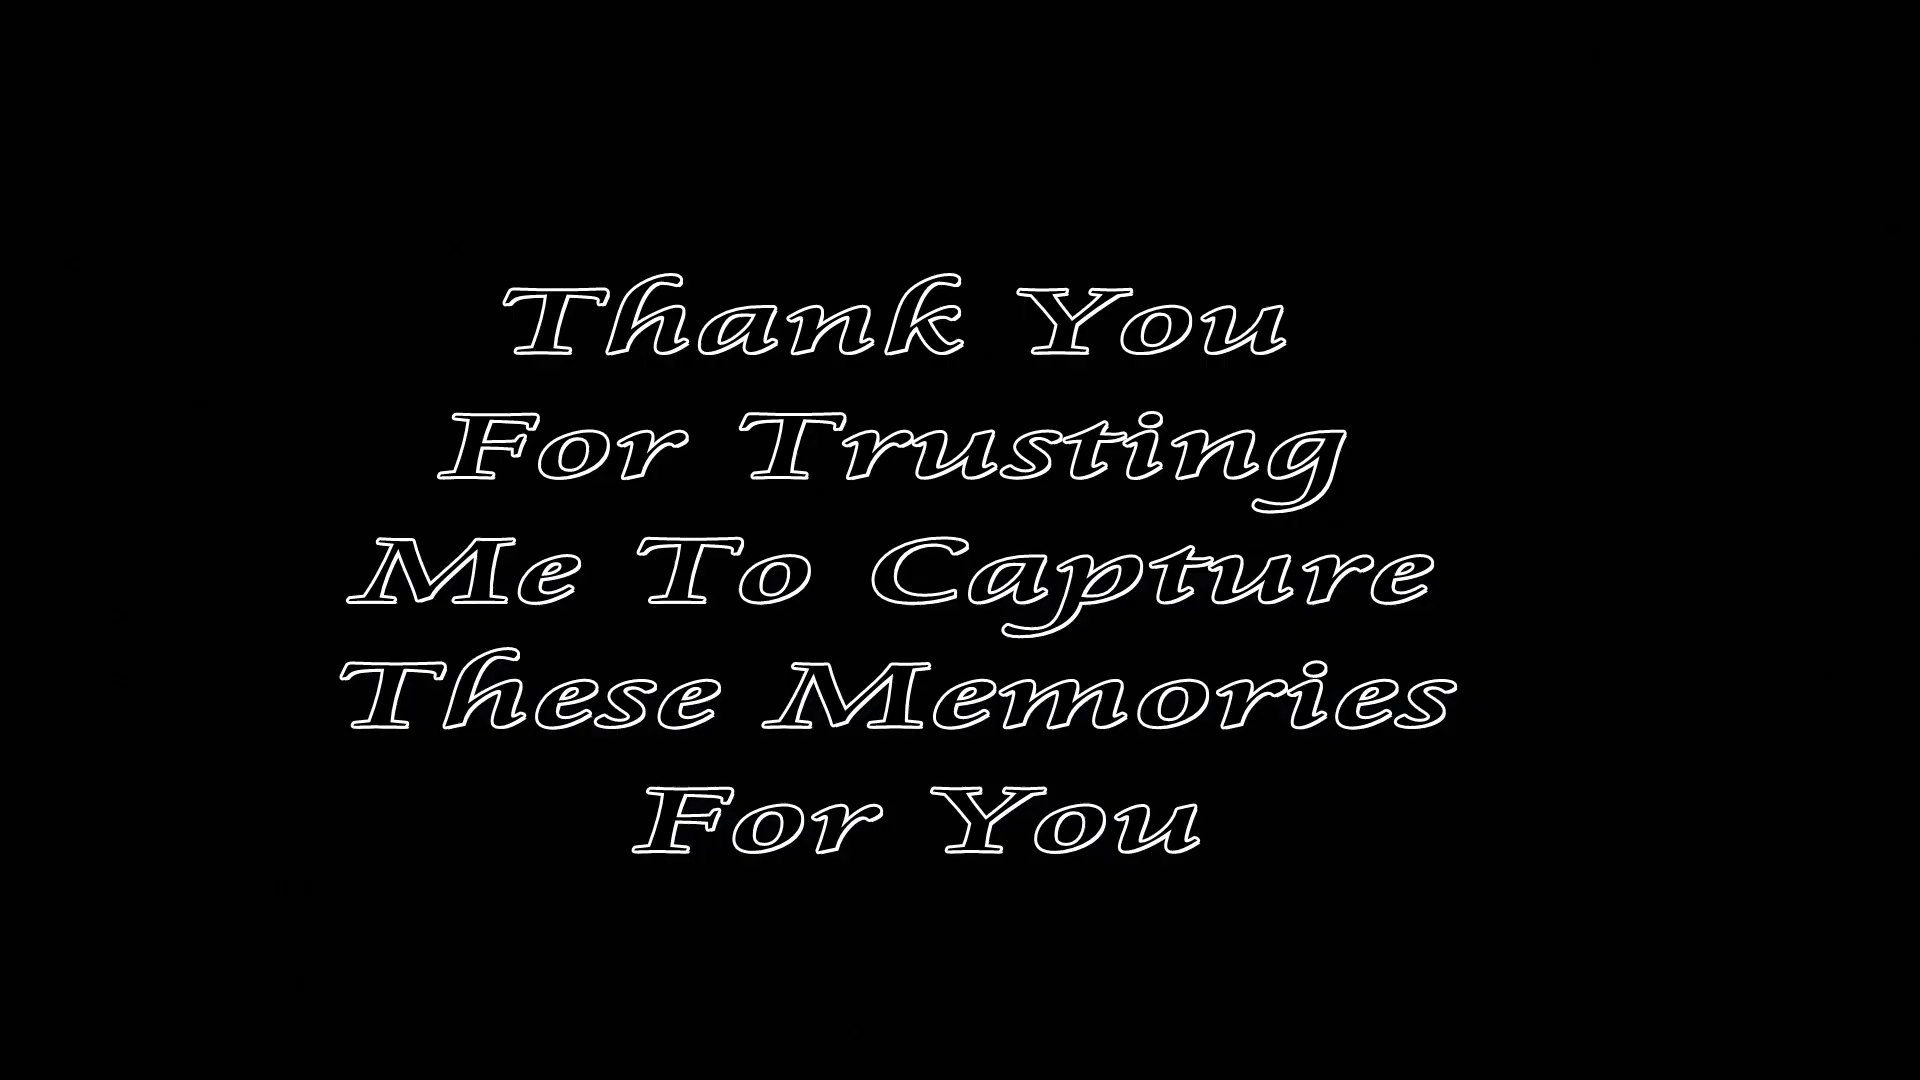 Thank You
For Trusting
Me To Capture
These Memories
For You